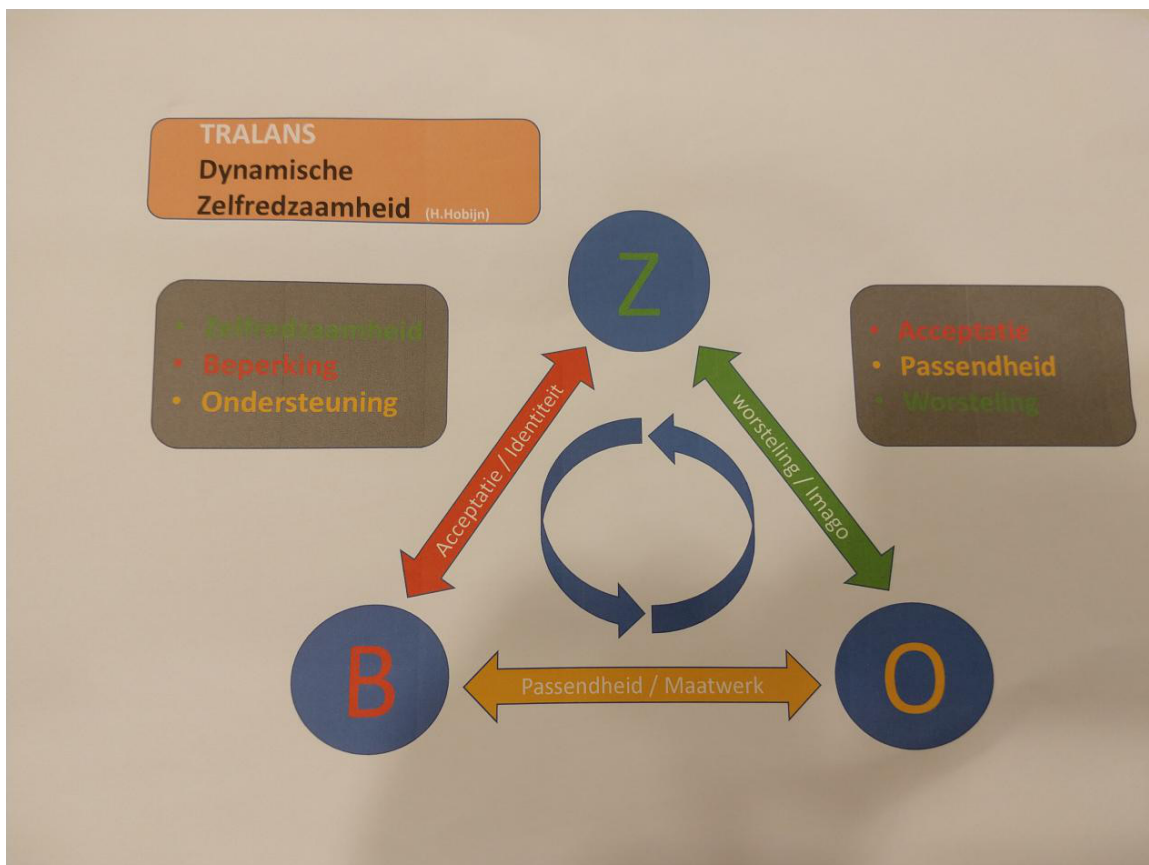 TRALANS
Dynamische
Zelfredzaamheid (H.Hobijn)
Z
• Zelfredzaamheid
• Beperking
• Ondersteuning
• Acceptatie
• Passendheid
• Worsteling
Acceptatie / Identiteit
worsteling / Imago
B
Passendheid / Maatwerk
O